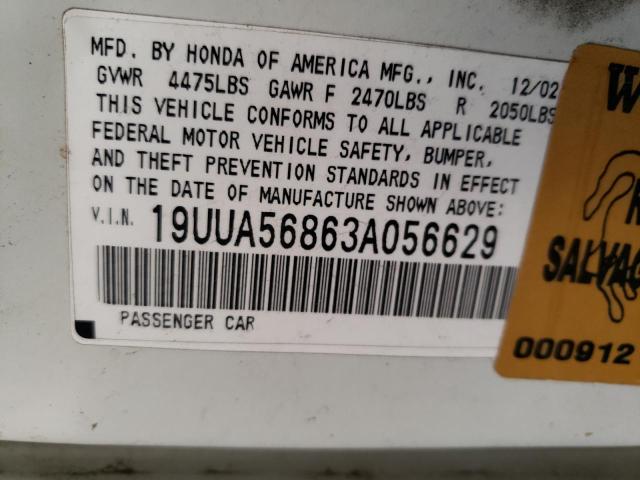 MFD. BY HONDA OF AMERICA MFG., INC. 12/02
GVWR 4475LBS GAWR F 2470LBS R 2050LBS
THIS VEHICLE CONFORMS TO ALL APPLICABLE
FEDERAL MOTOR VEHICLE SAFETY, BUMPER,
AND THEFT PREVENTION STANDARDS IN EFFECT
ON THE DATE OF MANUFACTURE SHOWN ABOVE:
V.I.N. 19UUA56863A056629
PASSENGER CAR
000912